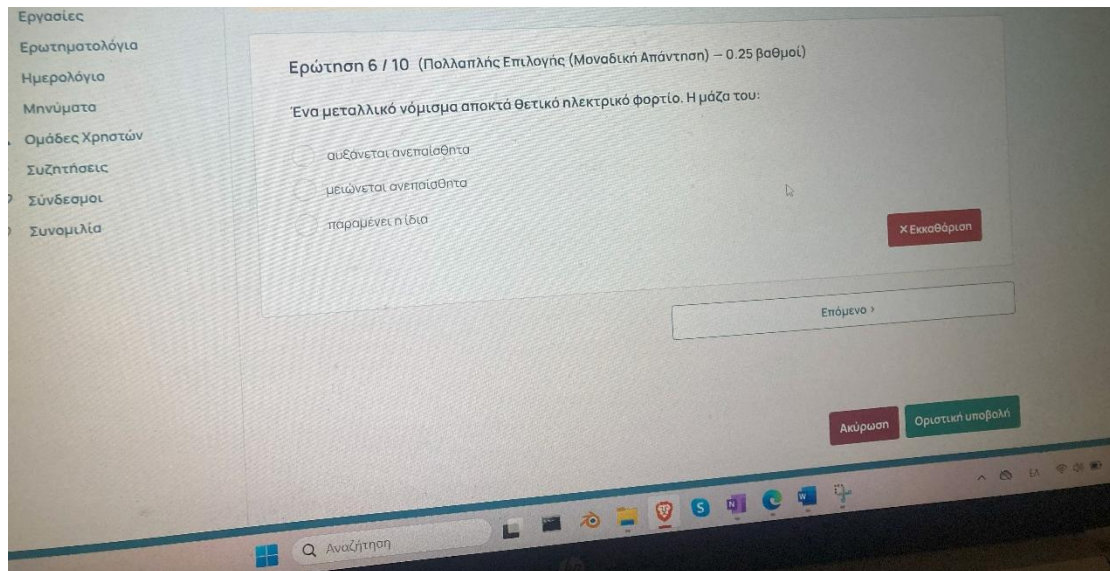 Εργασίες
Ερωτηματολόγια
Ημερολόγιο
Μηνύματα
Ομάδες Χρηστών
Συζητήσεις
Σύνδεσμοι
Συνομιλία
Ερώτηση 6 / 10 (Πολλαπλής Επιλογής (Μοναδική Απάντηση) — 0.25 βαθμοί)
Ένα μεταλλικό νόμισμα αποκτά θετικό ηλεκτρικό φορτίο. Η μάζα του:
αυξάνεται ανεπαίσθητα
μειώνεται ανεπαίσθητα
παραμένει η ίδια
× Εκκαθάριση
Επόμενο ›
Ακύρωση
Οριστική υποβολή
Αναζήτηση
ΕΛ